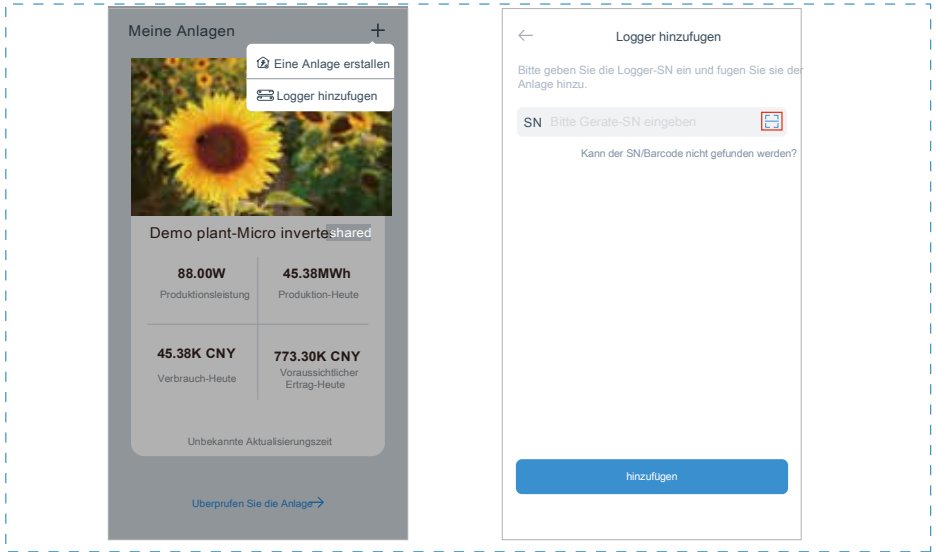 Meine Anlagen
Eine Anlage erstallen
Logger hinzufugen
Demo plant-Micro inverte shared
88.00W
Produktionsleistung
45.38MWh
Produktion-Heute
45.38K CNY
Verbrauch-Heute
773.30K CNY
Voraussichtlicher
Ertrag-Heute
Unbekannte Aktualisierungszeit
Uberprufen Sie die Anlage
Logger hinzufugen
Bitte geben Sie die Logger-SN ein und fugen Sie sie der
Anlage hinzu.
SN Bitte Gerate-SN eingeben
Kann der SN/Barcode nicht gefunden werden?
hinzufügen